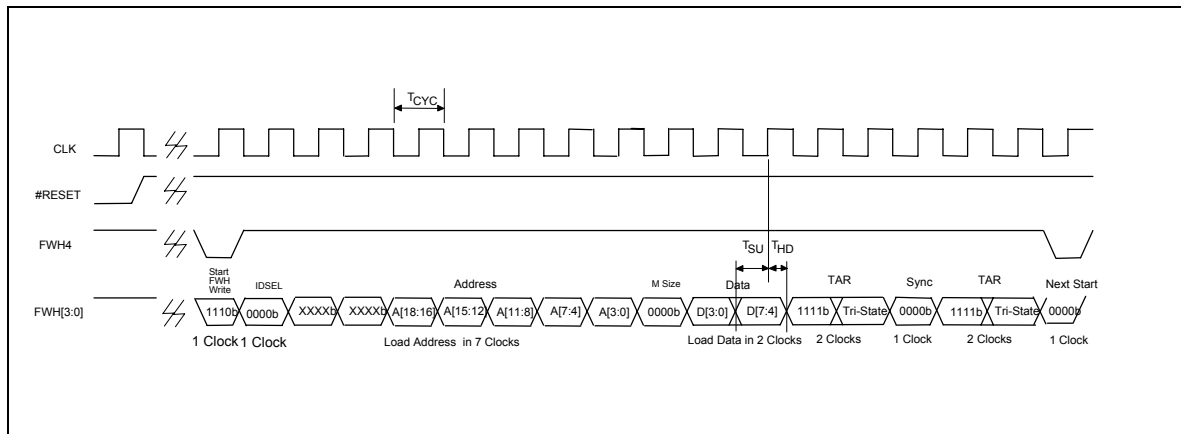 TCYC
CLK
#RESET
FWH4
TSU THD
Start
FWH
Write
IDSEL
Address
M Size
Data
TAR
Sync
TAR
Next Start
FWH[3:0]
1110b 0000b XXXXb XXXXb A[18:16] A[15:12] A[11:8] A[7:4] A[3:0] 0000b D[3:0] D[7:4] 1111b Tri-State 0000b 1111b Tri-State 0000b
1 Clock 1 Clock Load Address in 7 Clocks Load Data in 2 Clocks 2 Clocks 1 Clock 2 Clocks 1 Clock